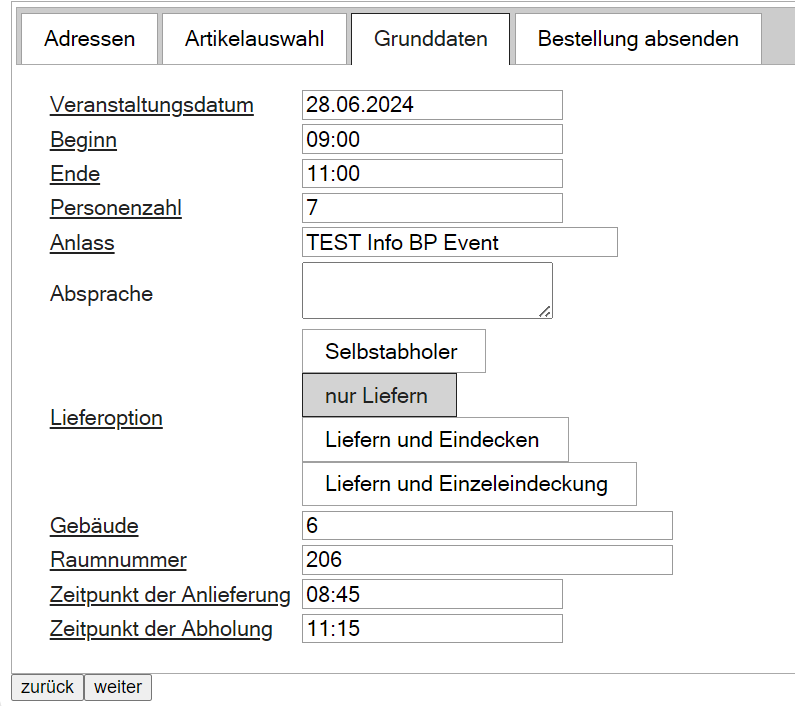 Adressen Artikelauswahl Grunddaten Bestellung absenden
Veranstaltungsdatum 28.06.2024
Beginn 09:00
Ende 11:00
Personenzahl 7
Anlass TEST Info BP Event
Absprache
Selbstabholer
nur Liefern
Lieferoption
Liefern und Eindecken
Liefern und Einzeleindeckung
Gebäude 6
Raumnummer 206
Zeitpunkt der Anlieferung 08:45
Zeitpunkt der Abholung 11:15
zurück weiter